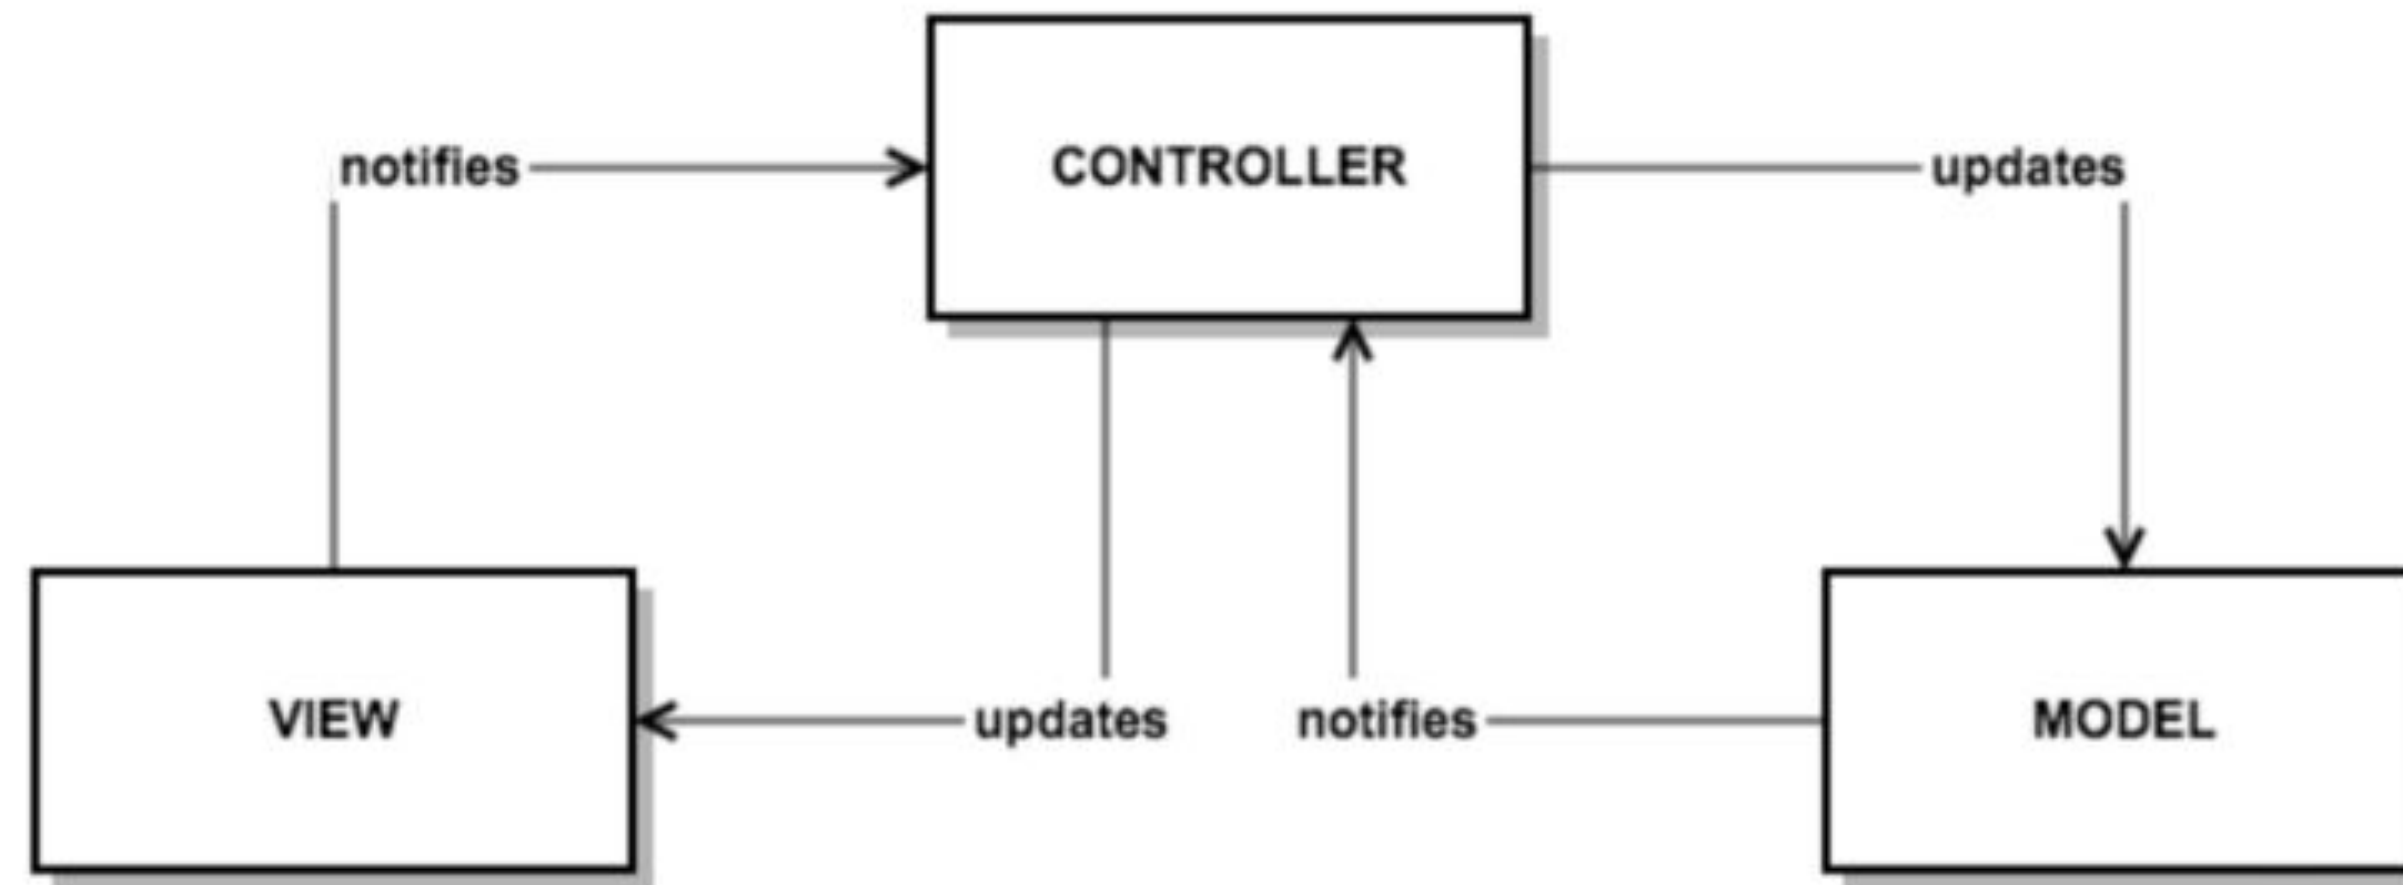 notifies
CONTROLLER
updates
VIEW
updates
notifies
MODEL